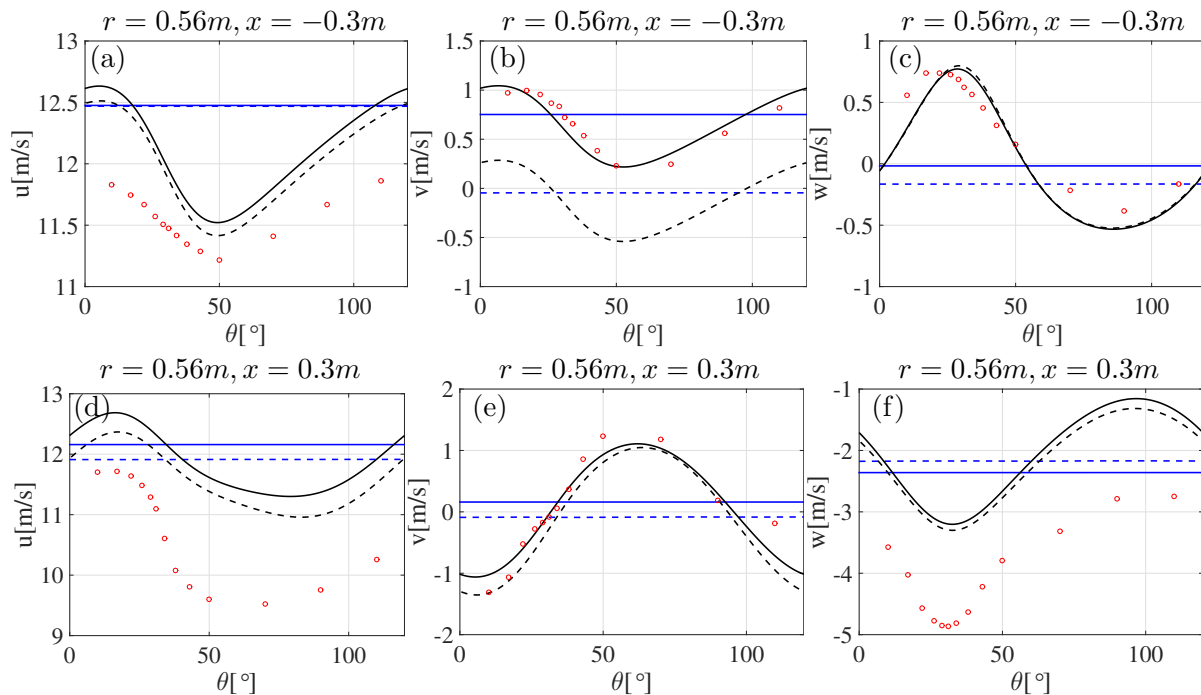 r = 0.56m, x = −0.3m
(a)
13
12.5
12
11.5
11
u[m/s]
0
50
100
θ[°]
r = 0.56m, x = −0.3m
(b)
1.5
1
0.5
0
-0.5
-1
v[m/s]
0
50
100
θ[°]
r = 0.56m, x = −0.3m
(c)
1
0.5
0
-0.5
-1
w[m/s]
0
50
100
θ[°]
r = 0.56m, x = 0.3m
(d)
13
12
11
10
9
u[m/s]
0
50
100
θ[°]
r = 0.56m, x = 0.3m
(e)
2
1
0
-1
-2
v[m/s]
0
50
100
θ[°]
r = 0.56m, x = 0.3m
(f)
-1
-2
-3
-4
-5
w[m/s]
0
50
100
θ[°]